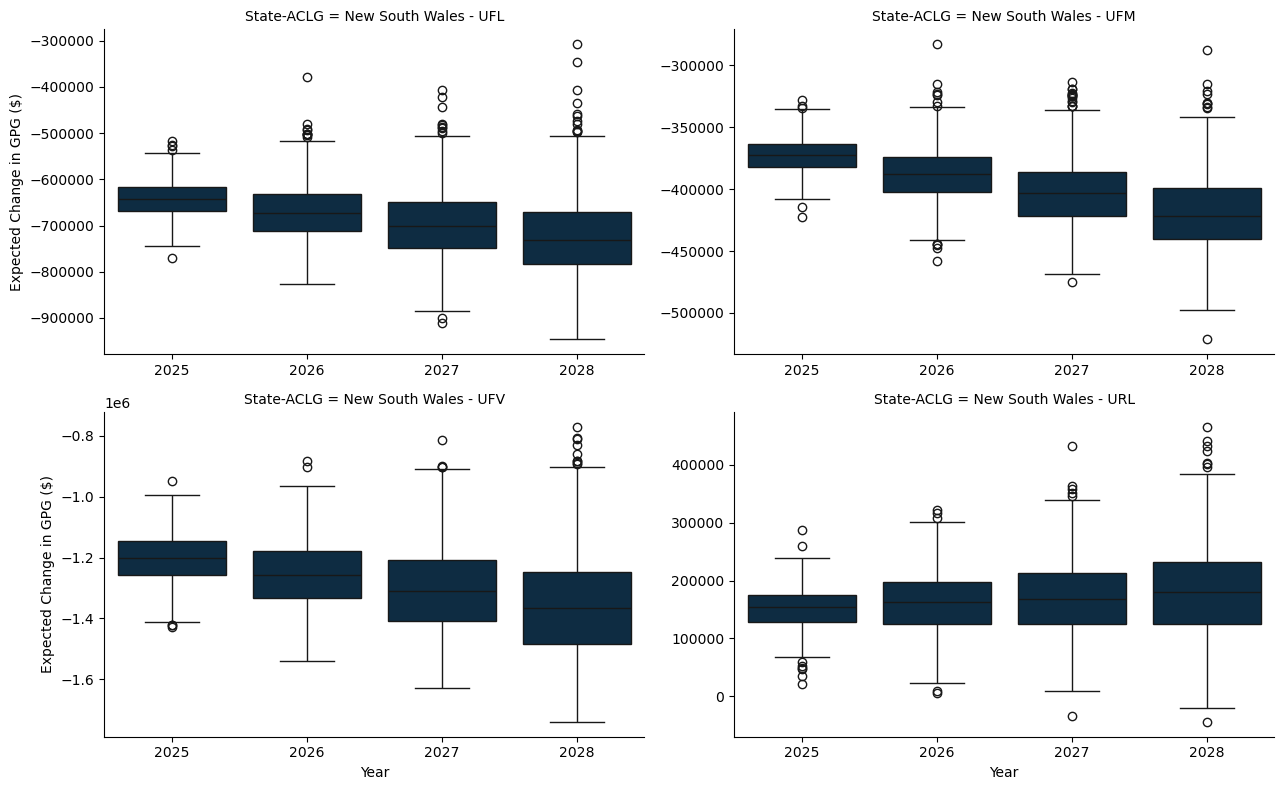 State-ACLG = New South Wales - UFL
Expected Change in GPG ($)
−300000
−400000
−500000
−600000
−700000
−800000
−900000
2025 2026 2027 2028
State-ACLG = New South Wales - UFM
−300000
−350000
−400000
−450000
−500000
2025 2026 2027 2028
State-ACLG = New South Wales - UFV
1e6
Expected Change in GPG ($)
−0.8
−1.0
−1.2
−1.4
−1.6
2025 2026 2027 2028
Year
State-ACLG = New South Wales - URL
400000
300000
200000
100000
0
2025 2026 2027 2028
Year